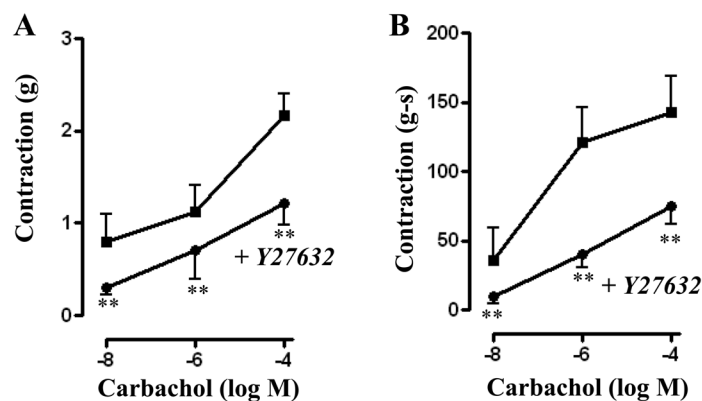 A
Contraction (g)
3
2
1
0
**
**
**
+ Y27632
-8
-6
-4
Carbachol (log M)
B
Contraction (g-s)
200
150
100
50
0
**
**
**
+ Y27632
-8
-6
-4
Carbachol (log M)